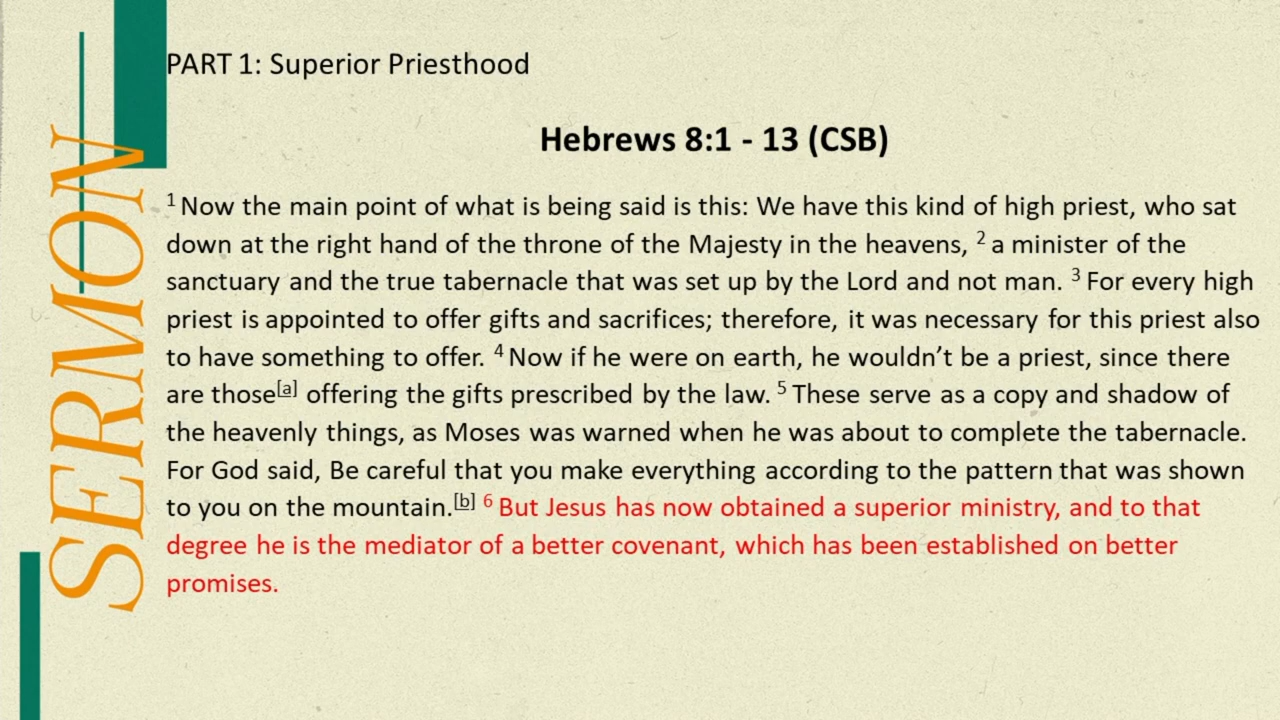 SERMON
PART 1: Superior Priesthood
Hebrews 8:1 - 13 (CSB)
1 Now the main point of what is being said is this: We have this kind of high priest, who sat
down at the right hand of the throne of the Majesty in the heavens, 2 a minister of the
sanctuary and the true tabernacle that was set up by the Lord and not man. 3 For every high
priest is appointed to offer gifts and sacrifices; therefore, it was necessary for this priest also
to have something to offer. 4 Now if he were on earth, he wouldn’t be a priest, since there
are those[a] offering the gifts prescribed by the law. 5 These serve as a copy and shadow of
the heavenly things, as Moses was warned when he was about to complete the tabernacle.
For God said, Be careful that you make everything according to the pattern that was shown
to you on the mountain.[b] 6 But Jesus has now obtained a superior ministry, and to that
degree he is the mediator of a better covenant, which has been established on better
promises.